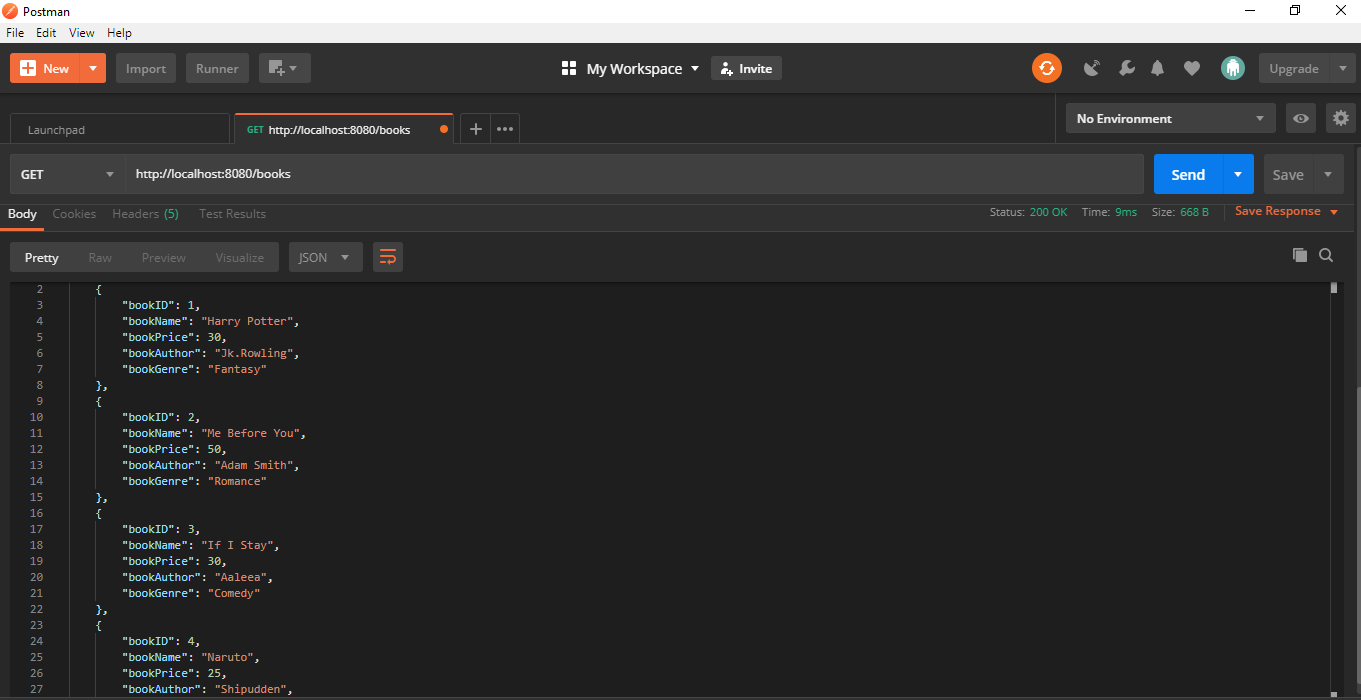 Postman
File Edit View Help
New Import Runner My Workspace Invite Upgrade
Launchpad GET http://localhost:8080/books No Environment
GET http://localhost:8080/books Send Save
Body Cookies Headers (5) Test Results Status: 200 OK Time: 9ms Size: 668 B Save Response
Pretty Raw Preview Visualize JSON
2 {
3 "bookID": 1,
4 "bookName": "Harry Potter",
5 "bookPrice": 30,
6 "bookAuthor": "Jk.Rowling",
7 "bookGenre": "Fantasy"
8 },
9 {
10 "bookID": 2,
11 "bookName": "Me Before You",
12 "bookPrice": 50,
13 "bookAuthor": "Adam Smith",
14 "bookGenre": "Romance"
15 },
16 {
17 "bookID": 3,
18 "bookName": "If I Stay",
19 "bookPrice": 30,
20 "bookAuthor": "Aaleea",
21 "bookGenre": "Comedy"
22 },
23 {
24 "bookID": 4,
25 "bookName": "Naruto",
26 "bookPrice": 25,
27 "bookAuthor": "Shipudden",